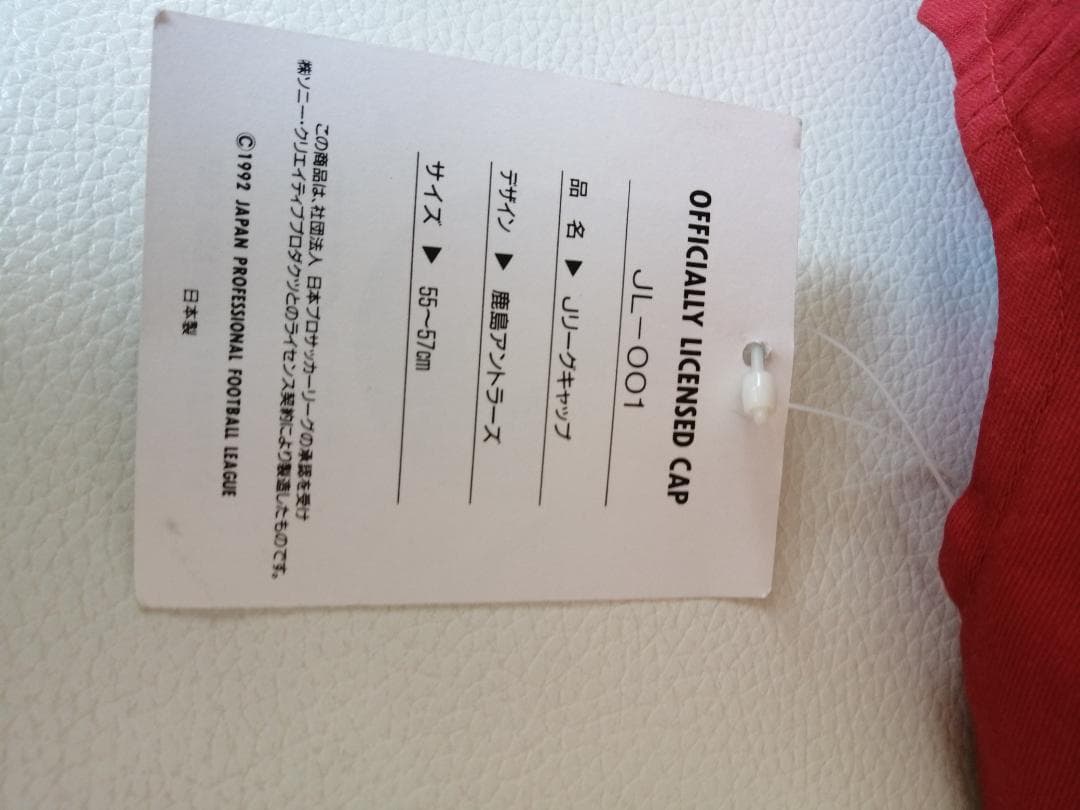 OFFICIALLY LICENSED CAP
JL-001
品 名 ▶ Jリーグキャップ
デザイン ▶ 鹿島アントラーズ
サイズ ▶ 55〜57cm
この商品は、社団法人 日本プロサッカーリーグの承認を受け
㈱ソニー・クリエイティブプロダクツとのライセンス契約により製造したものです。
©1992 JAPAN PROFESSIONAL FOOTBALL LEAGUE
日本製